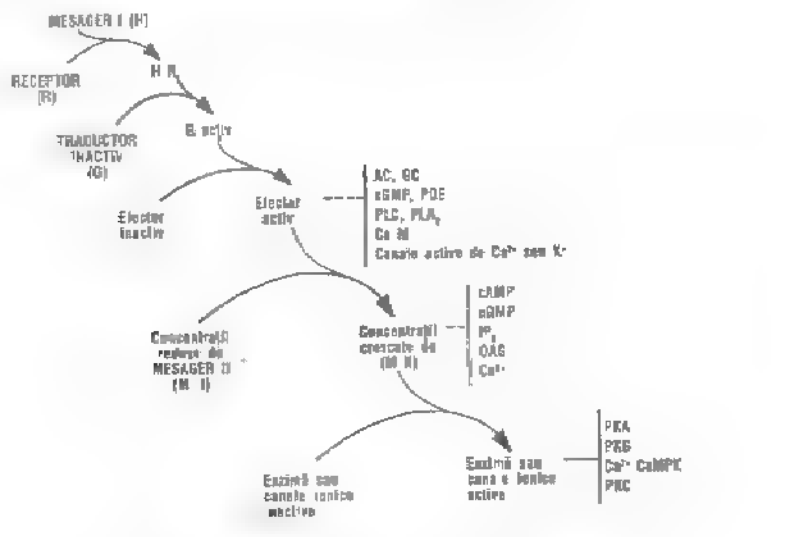 MESAGER I (H)
RECEPTOR
(R)
H R
TRADUCTOR
INACTIV
(G)
G activ
Efector
inactiv
Efector
activ
AC, GC
cGMP, PDE
PLC, PLA₂
Ca M
Canale active de Ca²⁺ sau K⁺
Concentraţii
reduse de
MESAGER II
(M II)
Concentraţii
crescute de
(M II)
cAMP
cGMP
IP₃
DAG
Ca²⁺
Enzimă sau
canale ionice
inactive
Enzimă sau
canale ionice
active
PKA
PKG
Ca²⁺ CaMPK
PKC